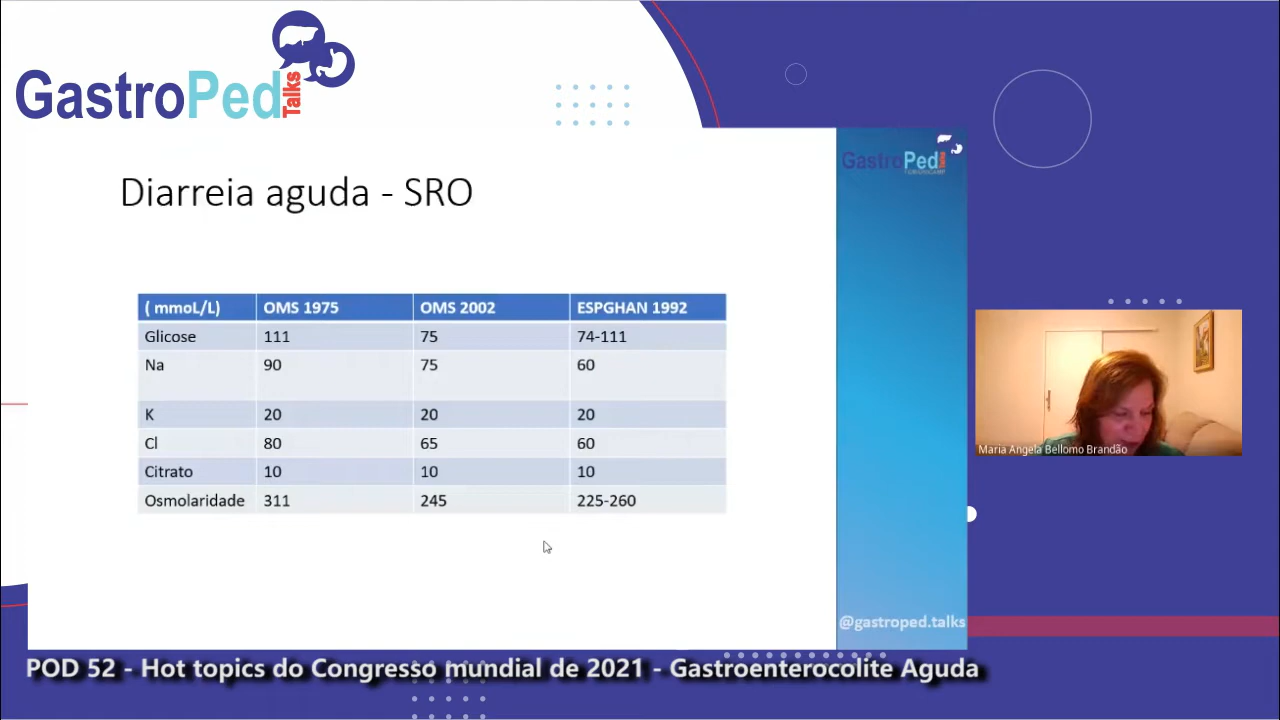 GastroPed Talks
GastroPed Talks
Diarreia aguda - SRO
( mmoL/L) OMS 1975 OMS 2002 ESPGHAN 1992
Glicose 111 75 74-111
Na 90 75 60
K 20 20 20
Cl 80 65 60
Citrato 10 10 10
Osmolaridade 311 245 225-260
Maria Angela Bellomo Brandão
@gastroped.talks
POD 52 - Hot topics do Congresso mundial de 2021 - Gastroenterocolite Aguda